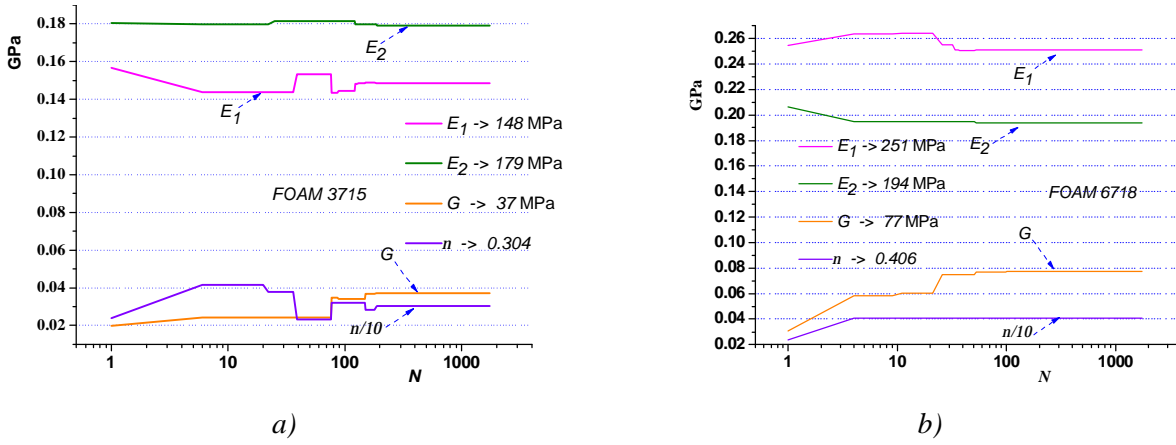 a)
GPa
0.18
0.16
0.14
0.12
0.10
0.08
0.06
0.04
0.02
E2
E1
E1 -> 148 MPa
E2 -> 179 MPa
FOAM 3715
G -> 37 MPa
n -> 0.304
G
n/10
1 10 100 1000
N
a)
b)
GPa
0.26
0.24
0.22
0.20
0.18
0.16
0.14
0.12
0.10
0.08
0.06
0.04
0.02
E1
E2
E1 -> 251 MPa
E2 -> 194 MPa
FOAM 6718
G -> 77 MPa
G
n -> 0.406
n/10
1 10 100 1000
N
b)